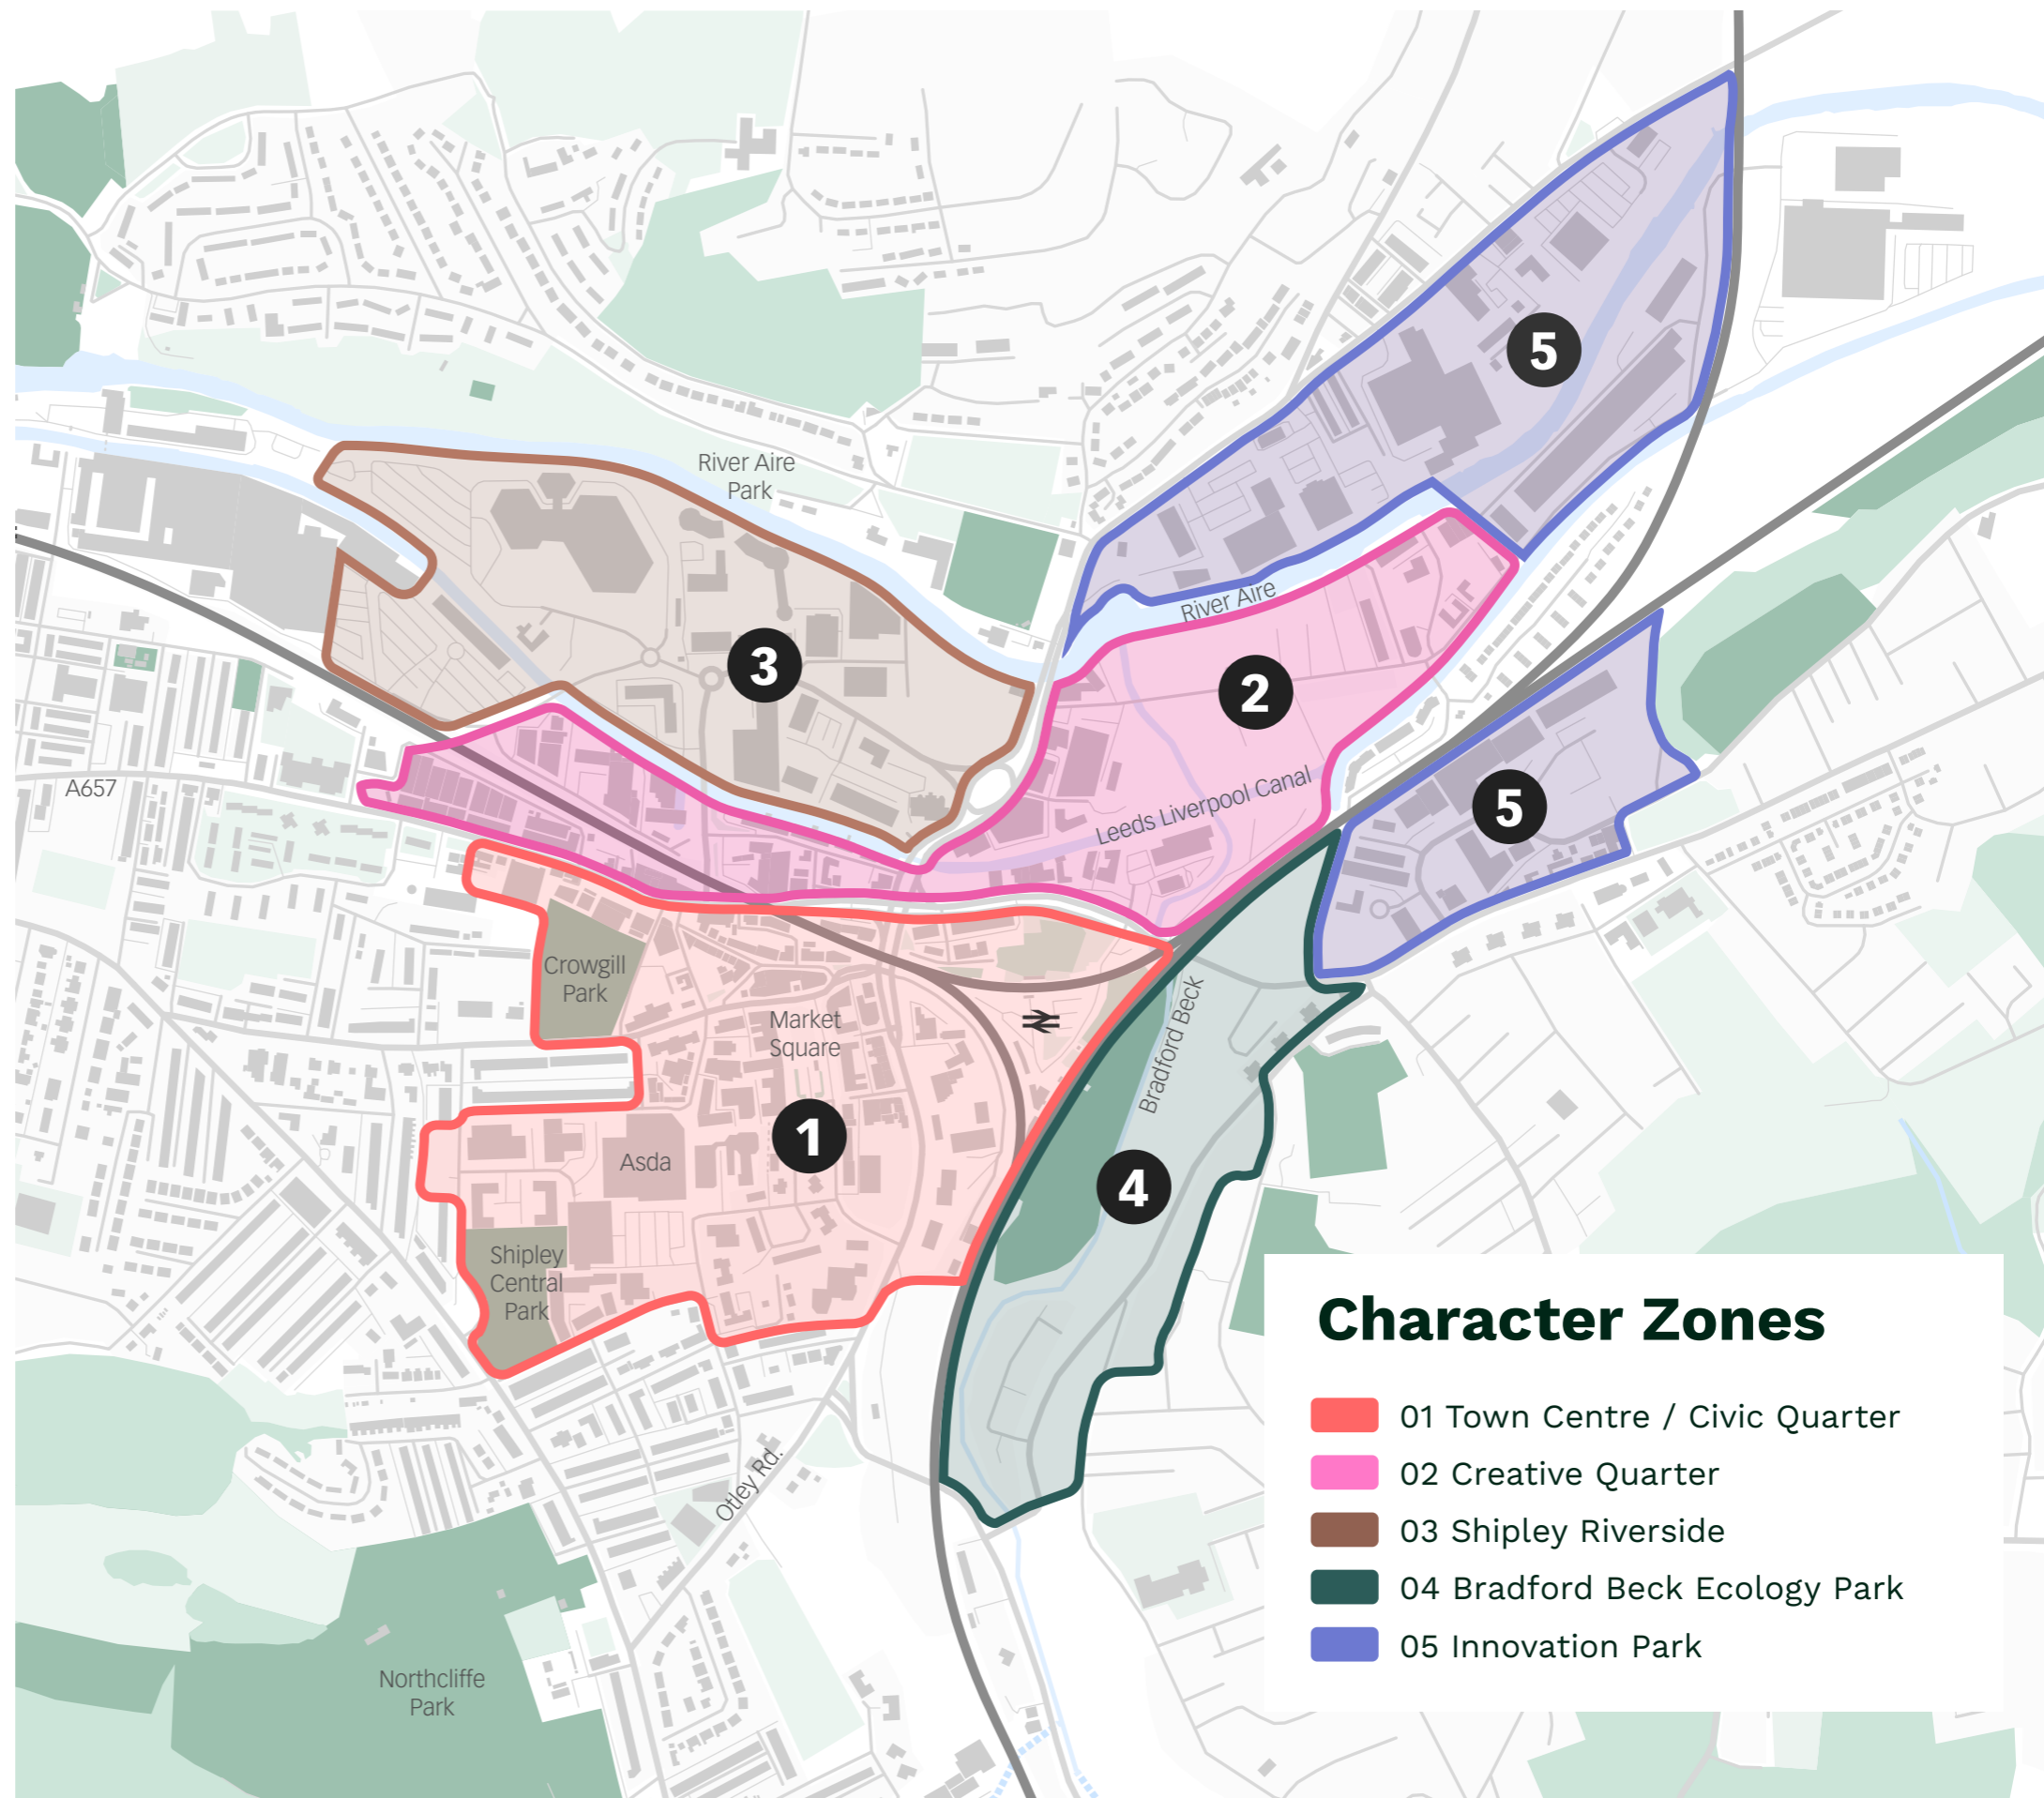 River Aire
Park
5
River Aire
3
2
A657
Leeds Liverpool Canal
5
Crowgill
Park
Market
Square
Bradford Beck
1
Asda
4
Shipley
Central
Park
Otley Rd.
Northcliffe
Park
Character Zones
01 Town Centre / Civic Quarter
02 Creative Quarter
03 Shipley Riverside
04 Bradford Beck Ecology Park
05 Innovation Park